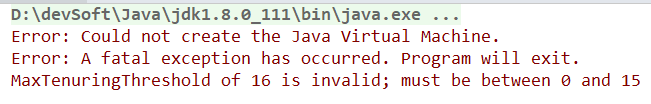 D:\devSoft\Java\jdk1.8.0_111\bin\java.exe ...
Error: Could not create the Java Virtual Machine.
Error: A fatal exception has occurred. Program will exit.
MaxTenuringThreshold of 16 is invalid; must be between 0 and 15